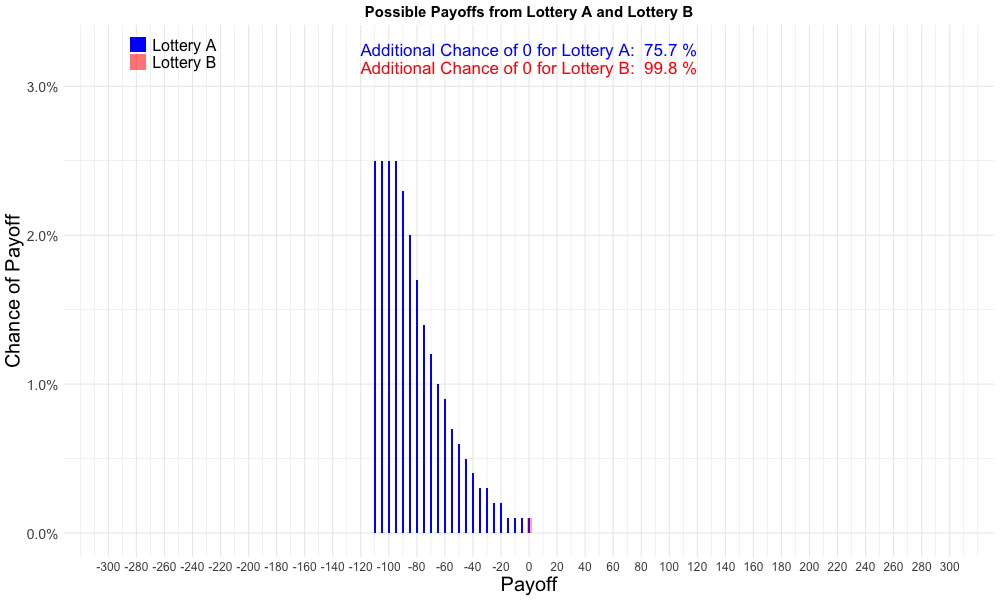 Possible Payoffs from Lottery A and Lottery B
Lottery A
Lottery B
Additional Chance of 0 for Lottery A: 75.7 %
Additional Chance of 0 for Lottery B: 99.8 %
Chance of Payoff
3.0%
2.0%
1.0%
0.0%
-300 -280 -260 -240 -220 -200 -180 -160 -140 -120 -100 -80 -60 -40 -20 0 20 40 60 80 100 120 140 160 180 200 220 240 260 280 300
Payoff